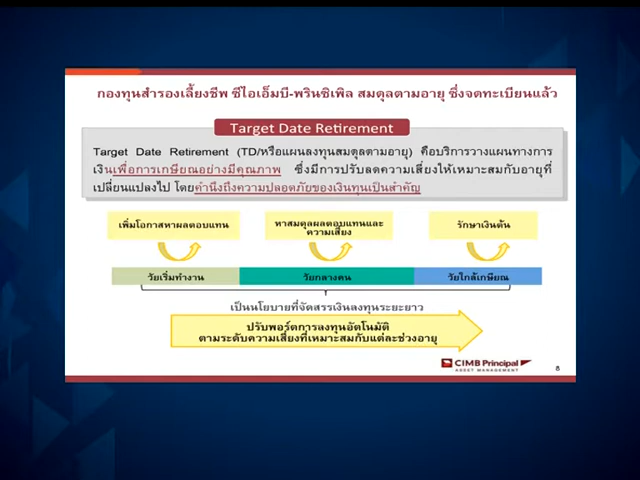 กองทุนสำรองเลี้ยงชีพ ซีไอเอ็มบี-พรินซิเพิล สมดุลตามอายุ ซึ่งจดทะเบียนแล้ว
Target Date Retirement
Target Date Retirement (TD/หรือแผนลงทุนสมดุลตามอายุ) คือบริการวางแผนทางการ
เงินเพื่อการเกษียณอย่างมีคุณภาพ ซึ่งมีการปรับลดความเสี่ยงให้เหมาะสมกับอายุที่
เปลี่ยนแปลงไป โดยคำนึงถึงความปลอดภัยของเงินทุนเป็นสำคัญ
เพิ่มโอกาสหาผลตอบแทน
หาสมดุลผลตอบแทนและ
ความเสี่ยง
รักษาเงินต้น
วัยเริ่มทำงาน
วัยกลางคน
วัยใกล้เกษียณ
เป็นนโยบายที่จัดสรรเงินลงทุนระยะยาว
ปรับพอร์ตการลงทุนอัตโนมัติ
ตามระดับความเสี่ยงที่เหมาะสมกับแต่ละช่วงอายุ
CIMB Principal
ASSET MANAGEMENT
8